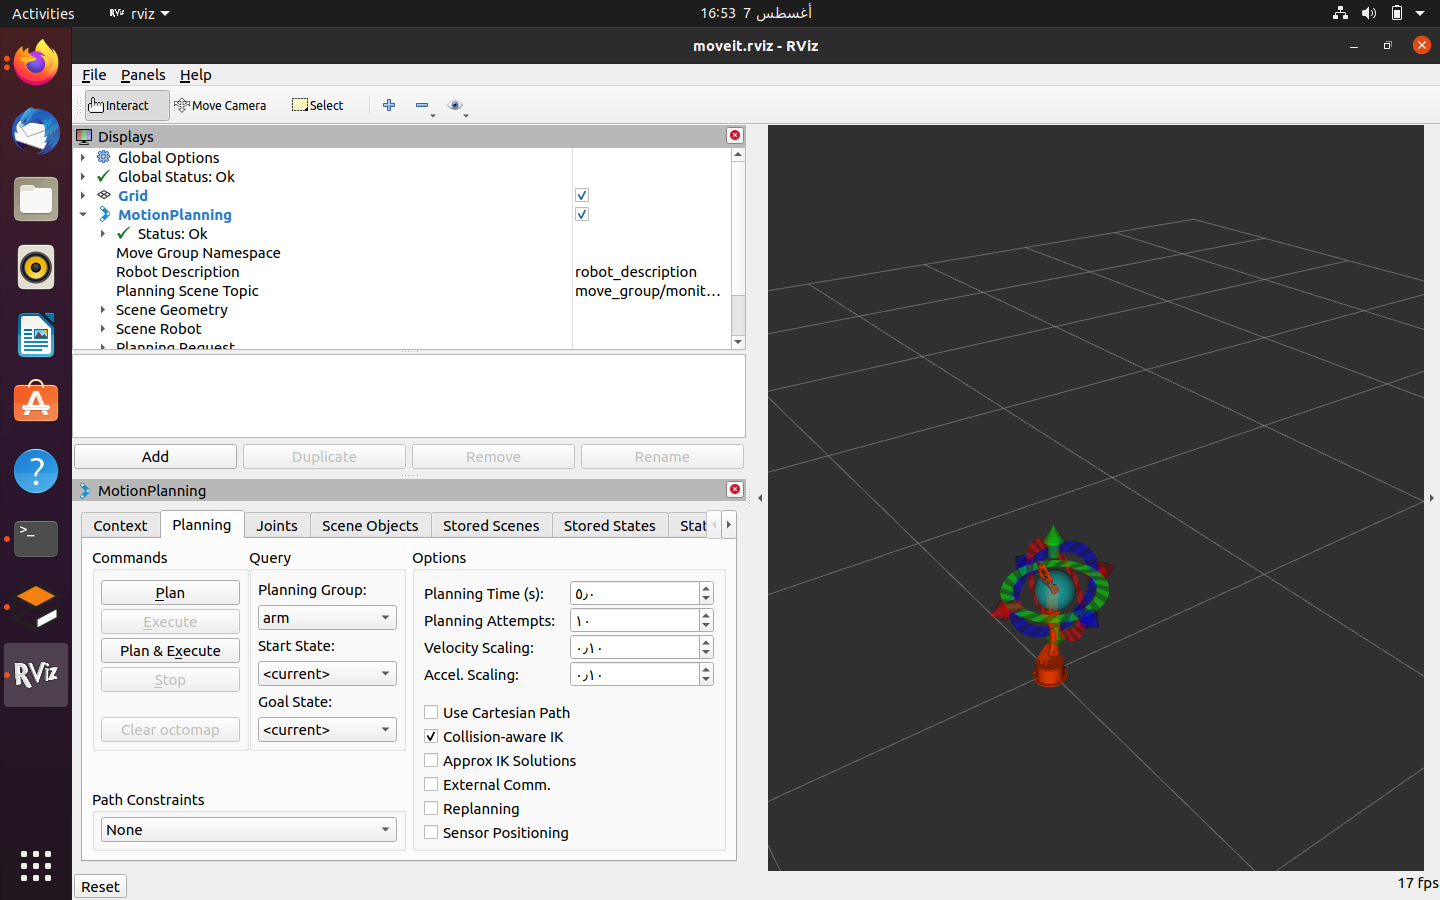 Activities
rviz
16:53 7 أغسطس
moveit.rviz - RViz
File Panels Help
Interact Move Camera Select
Displays
Global Options
Global Status: Ok
Grid
MotionPlanning
Status: Ok
Move Group Namespace
Robot Description robot_description
Planning Scene Topic move_group/monit...
Scene Geometry
Scene Robot
Planning Request
Add Duplicate Remove Rename
MotionPlanning
Context Planning Joints Scene Objects Stored Scenes Stored States Stat
Commands
Plan
Execute
Plan & Execute
Stop
Clear octomap
Query
Planning Group:
arm
Start State:
<current>
Goal State:
<current>
Options
Planning Time (s): ٥٫٠
Planning Attempts: ١٠
Velocity Scaling: ٠٫١٠
Accel. Scaling: ٠٫١٠
Use Cartesian Path
Collision-aware IK
Approx IK Solutions
External Comm.
Replanning
Sensor Positioning
Path Constraints
None
RViz
Reset
17 fps